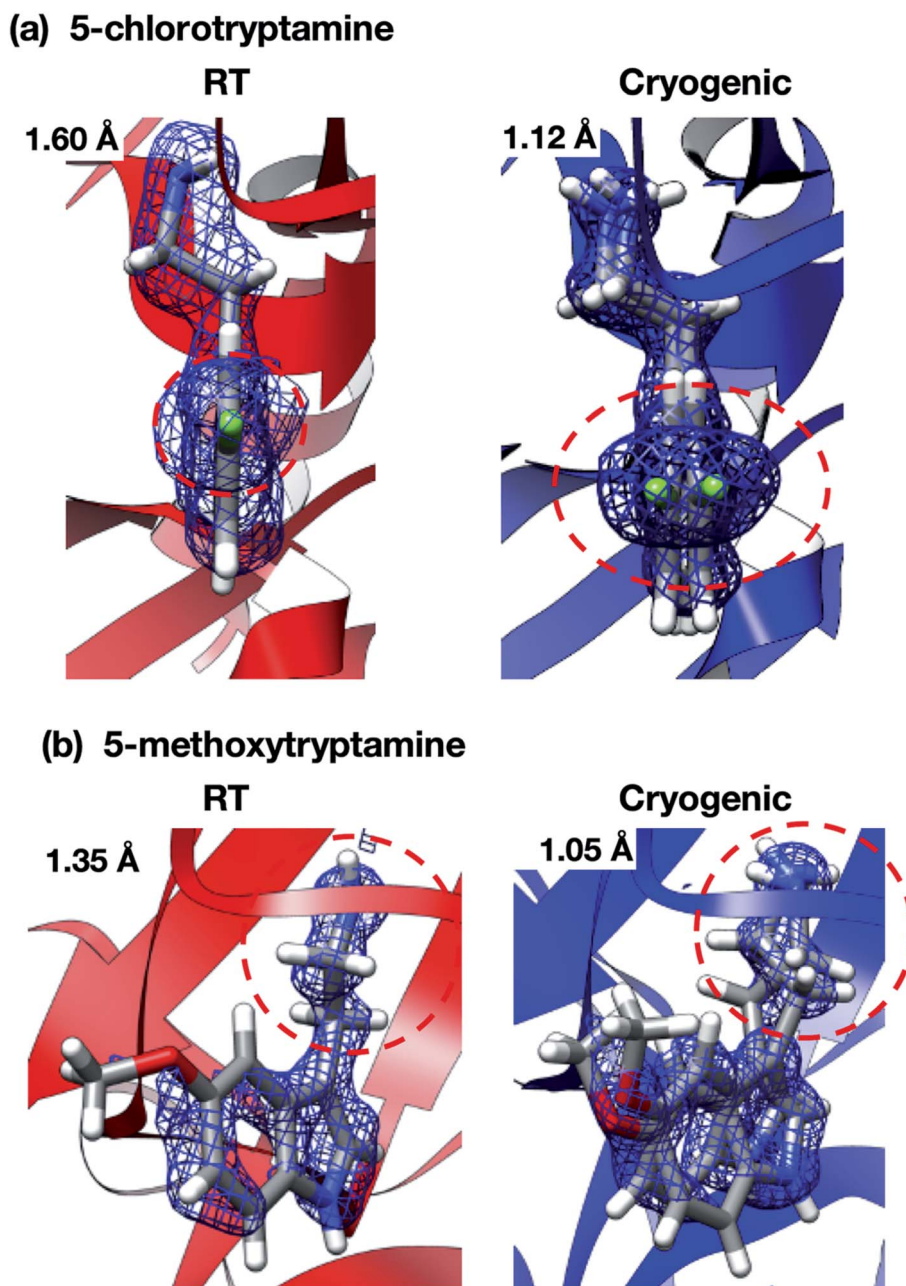 (a) 5-chlorotryptamine
RT
Cryogenic
1.60 Å
1.12 Å
(b) 5-methoxytryptamine
RT
Cryogenic
1.35 Å
1.05 Å